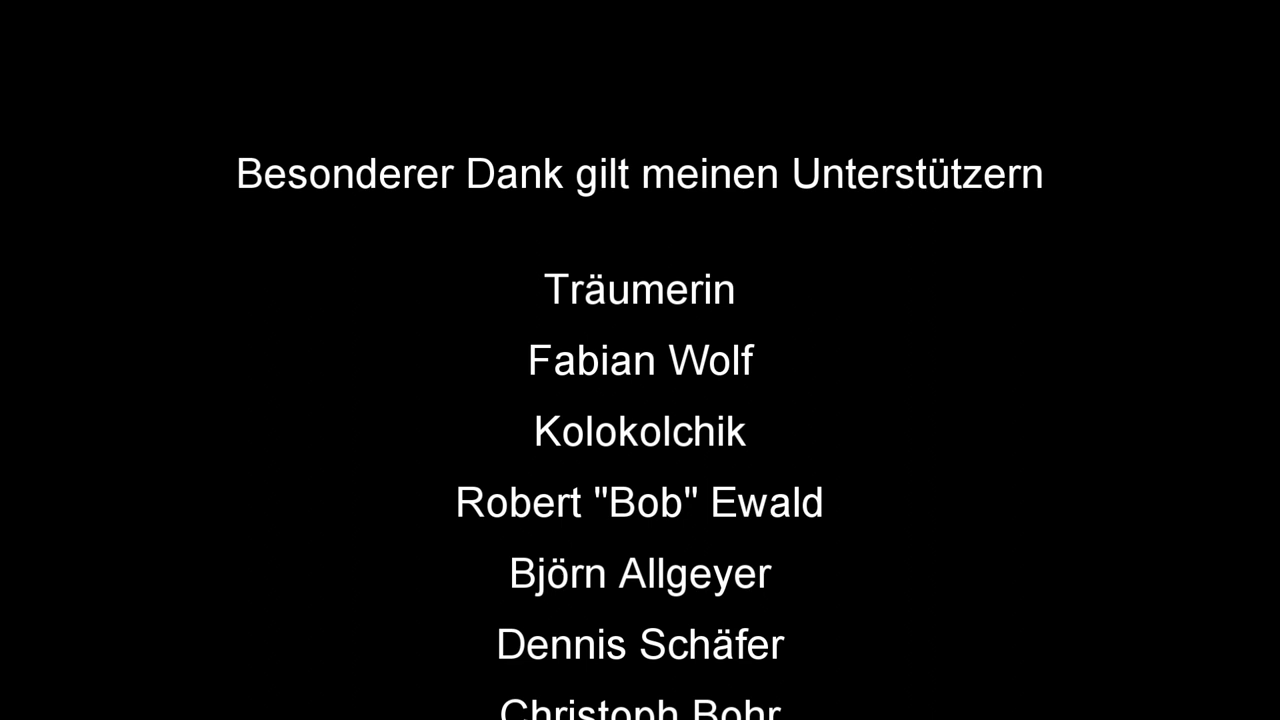 Besonderer Dank gilt meinen Unterstützern
Träumerin
Fabian Wolf
Kolokolchik
Robert "Bob" Ewald
Björn Allgeyer
Dennis Schäfer
Christoph Bohr